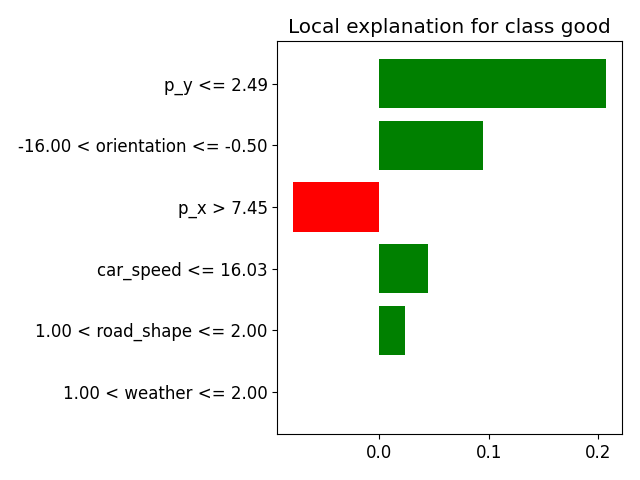 Local explanation for class good
p_y <= 2.49
-16.00 < orientation <= -0.50
p_x > 7.45
car_speed <= 16.03
1.00 < road_shape <= 2.00
1.00 < weather <= 2.00
0.0 0.1 0.2